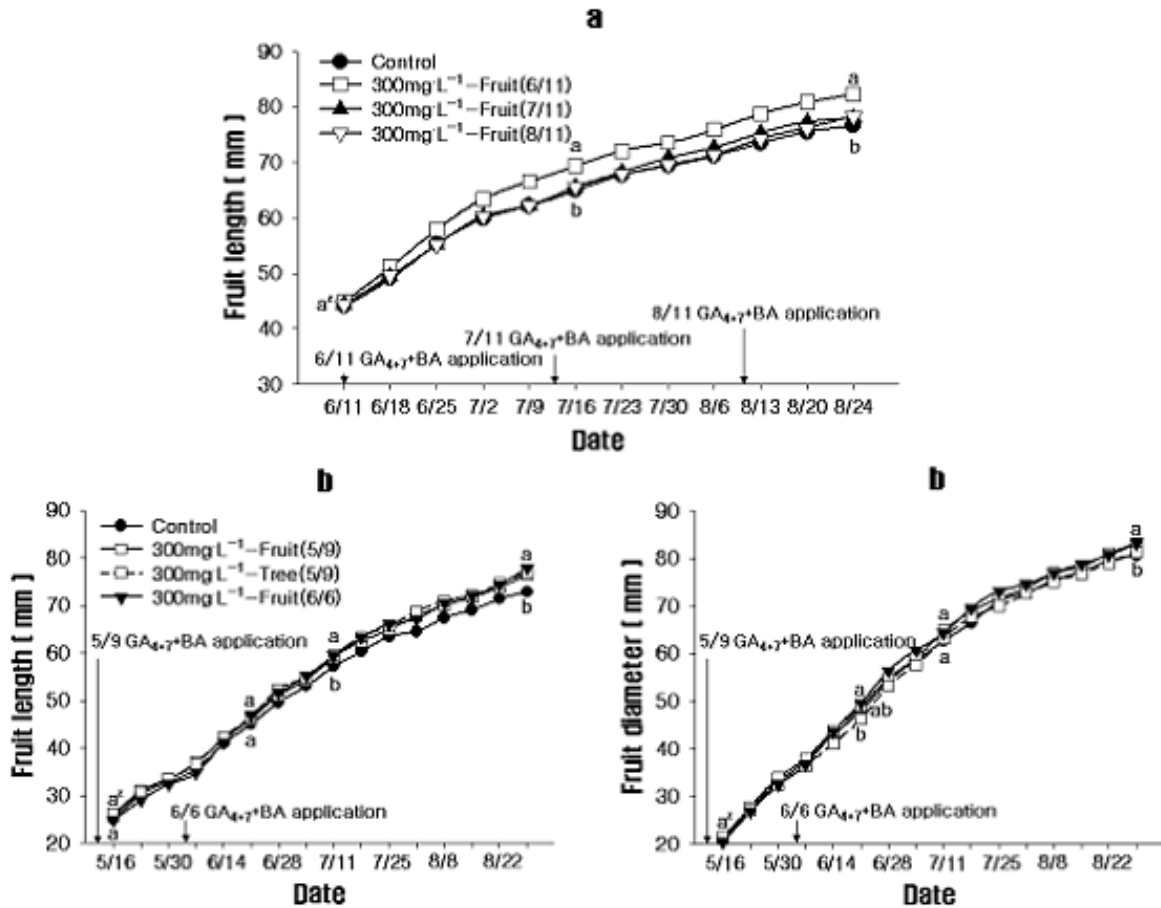 a
90
80
70
60
50
40
30
Fruit length ( mm )
Control
300mg L⁻¹-Fruit(6/11)
300mg L⁻¹-Fruit(7/11)
300mg L⁻¹-Fruit(8/11)
a
b
a
b
aᶻ
6/11 GA₄₊₇+BA application
7/11 GA₄₊₇+BA application
8/11 GA₄₊₇+BA application
6/11 6/18 6/25 7/2 7/9 7/16 7/23 7/30 8/6 8/13 8/20 8/24
Date
b
90
80
70
60
50
40
30
20
Fruit length ( mm )
Control
300mg L⁻¹-Fruit(5/9)
300mg L⁻¹-Tree(5/9)
300mg L⁻¹-Fruit(6/6)
5/9 GA₄₊₇+BA application
6/6 GA₄₊₇+BA application
aᶻ
a
a
a
a
b
a
b
5/16 5/30 6/14 6/28 7/11 7/25 8/8 8/22
Date
b
90
80
70
60
50
40
30
20
Fruit diameter ( mm )
5/9 GA₄₊₇+BA application
6/6 GA₄₊₇+BA application
aᶻ
a
ab
b
a
a
a
b
5/16 5/30 6/14 6/28 7/11 7/25 8/8 8/22
Date